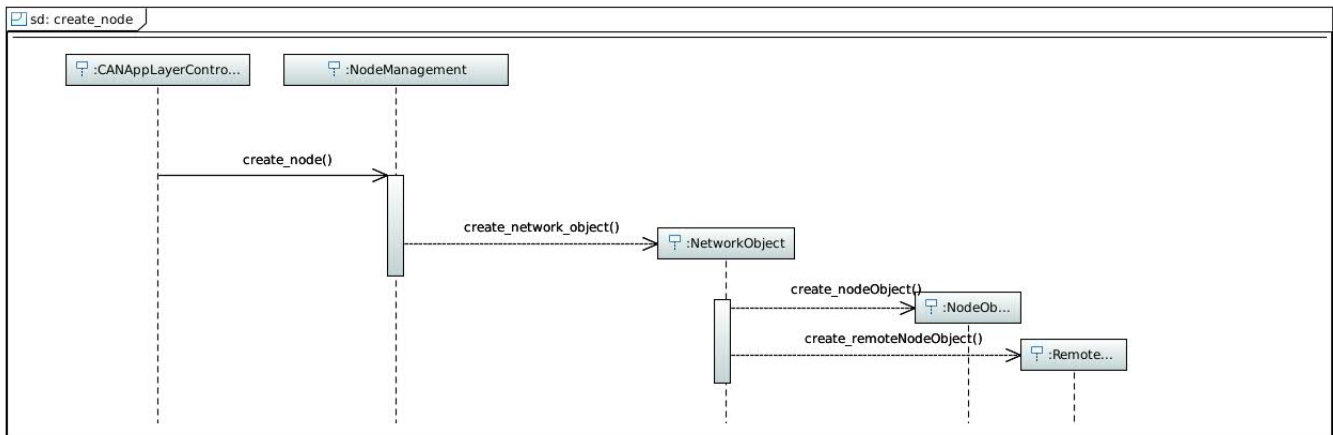 sd: create_node
:CANAppLayerContro...
:NodeManagement
create_node()
create_network_object()
:NetworkObject
create_nodeObject()
:NodeOb...
create_remoteNodeObject()
:Remote...